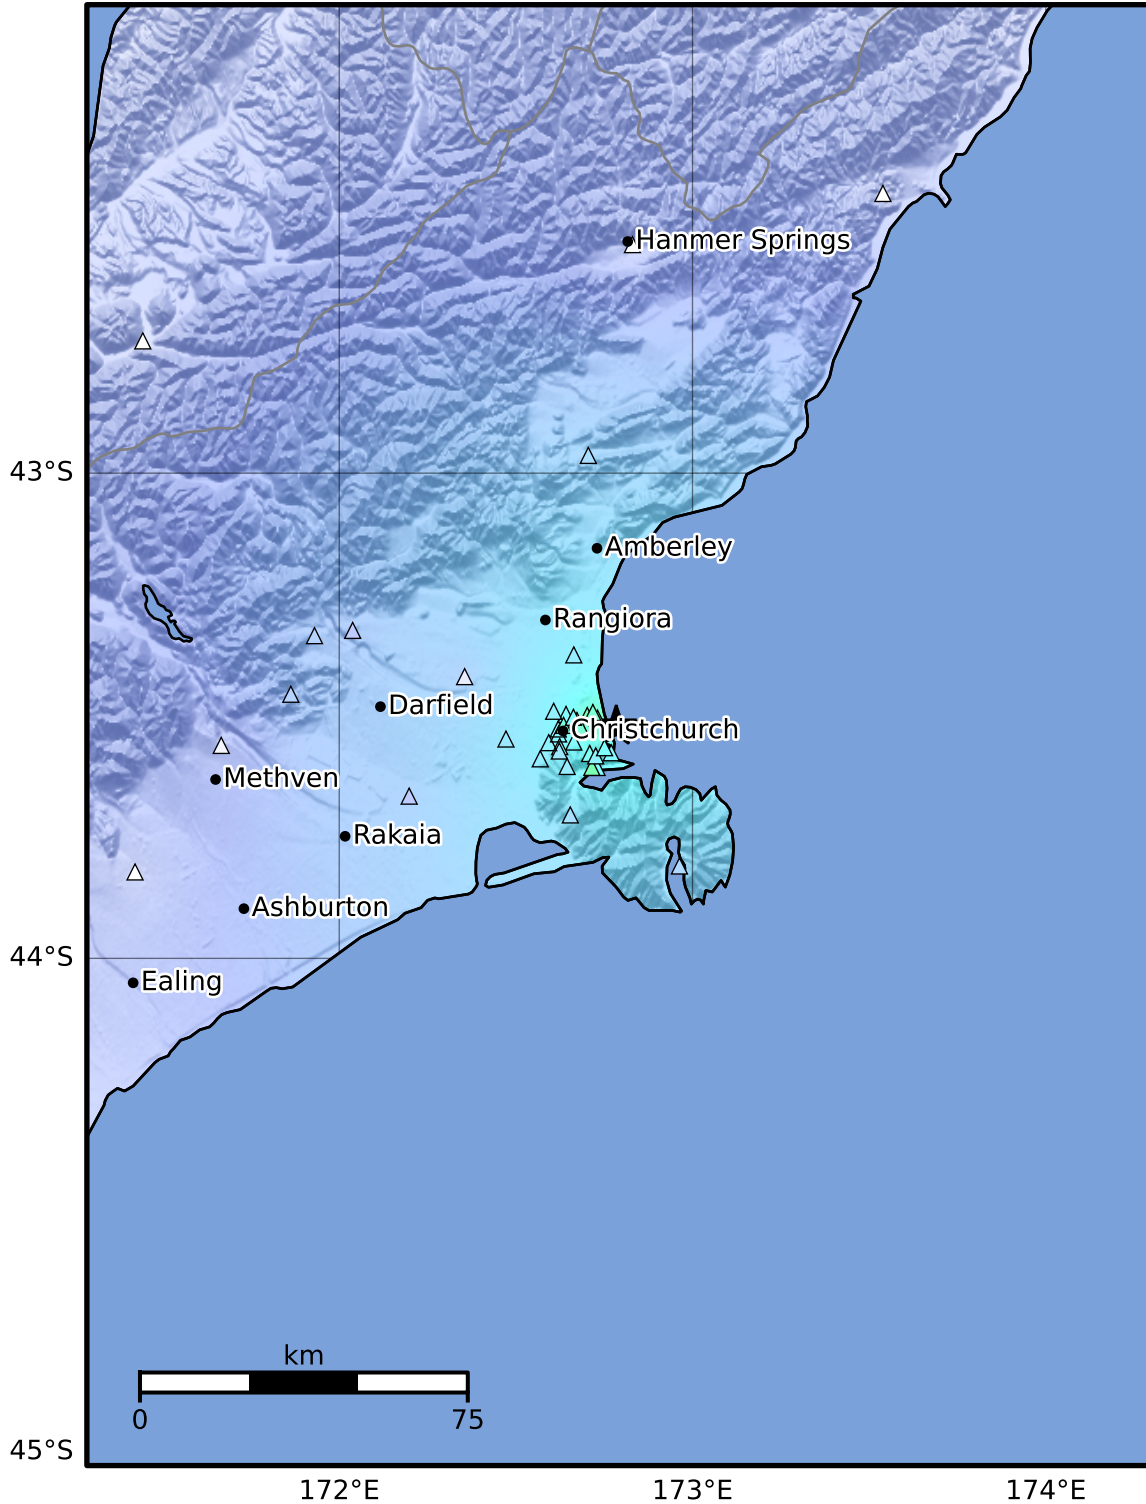 Hanmer Springs
43°S
Amberley
Rangiora
Darfield
Christchurch
Methven
Rakaia
Ashburton
44°S
Ealing
km
0 75
45°S
172°E 173°E 174°E